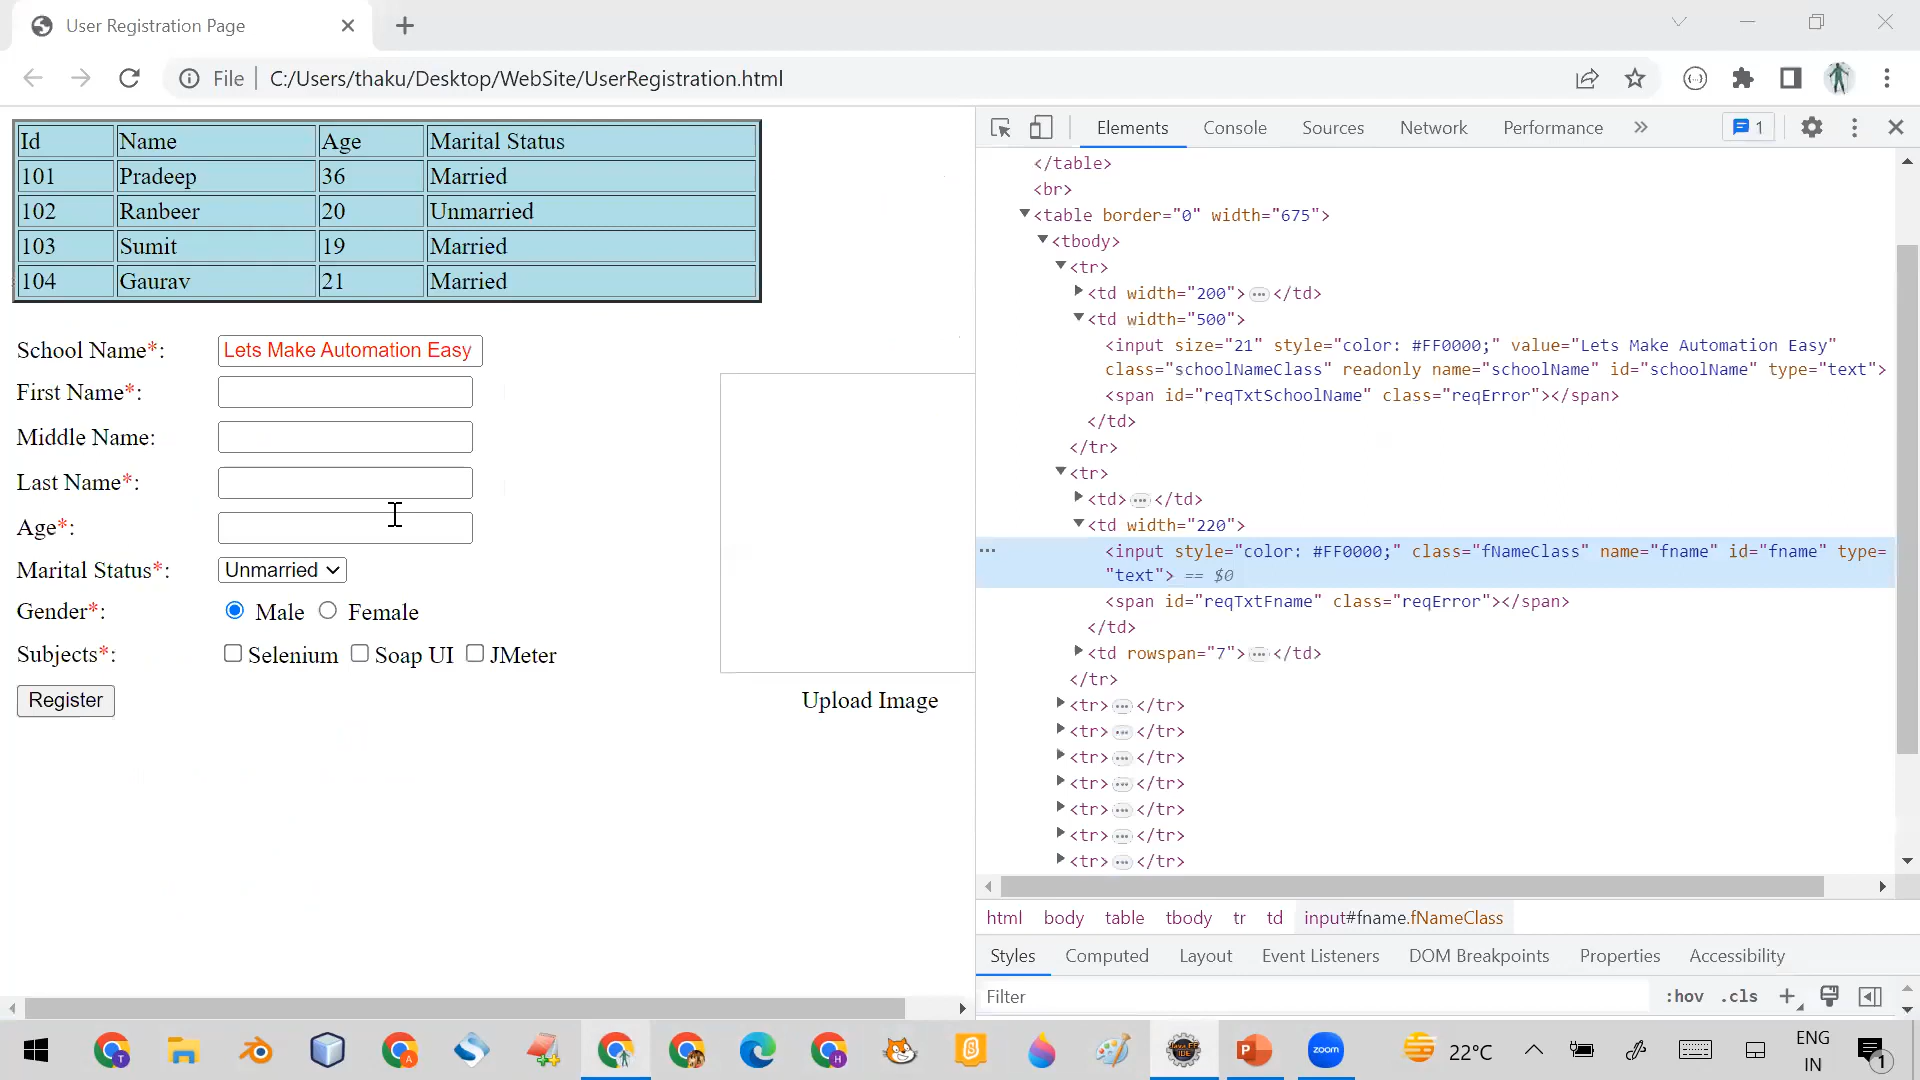 User Registration Page
File C:/Users/thaku/Desktop/WebSite/UserRegistration.html
Id Name Age Marital Status
101 Pradeep 36 Married
102 Ranbeer 20 Unmarried
103 Sumit 19 Married
104 Gaurav 21 Married
School Name*: Lets Make Automation Easy
First Name*:
Middle Name:
Last Name*:
Age*:
Marital Status*: Unmarried
Gender*: Male Female
Subjects*: Selenium Soap UI JMeter
Register
Upload Image
Elements Console Sources Network Performance » 1
</table>
<br>
<table border="0" width="675">
<tbody>
<tr>
<td width="200"> … </td>
<td width="500">
<input size="21" style="color: #FF0000;" value="Lets Make Automation Easy"
class="schoolNameClass" readonly name="schoolName" id="schoolName" type="text">
<span id="reqTxtSchoolName" class="reqError"></span>
</td>
</tr>
<tr>
<td> … </td>
<td width="220">
<input style="color: #FF0000;" class="fNameClass" name="fname" id="fname" type=
"text"> == $0
<span id="reqTxtFname" class="reqError"></span>
</td>
<td rowspan="7"> … </td>
</tr>
<tr> … </tr>
<tr> … </tr>
<tr> … </tr>
<tr> … </tr>
<tr> … </tr>
<tr> … </tr>
<tr> … </tr>
html body table tbody tr td input#fname.fNameClass
Styles Computed Layout Event Listeners DOM Breakpoints Properties Accessibility
Filter :hov .cls +
T A H P zoom 22°C ENG
IN 1